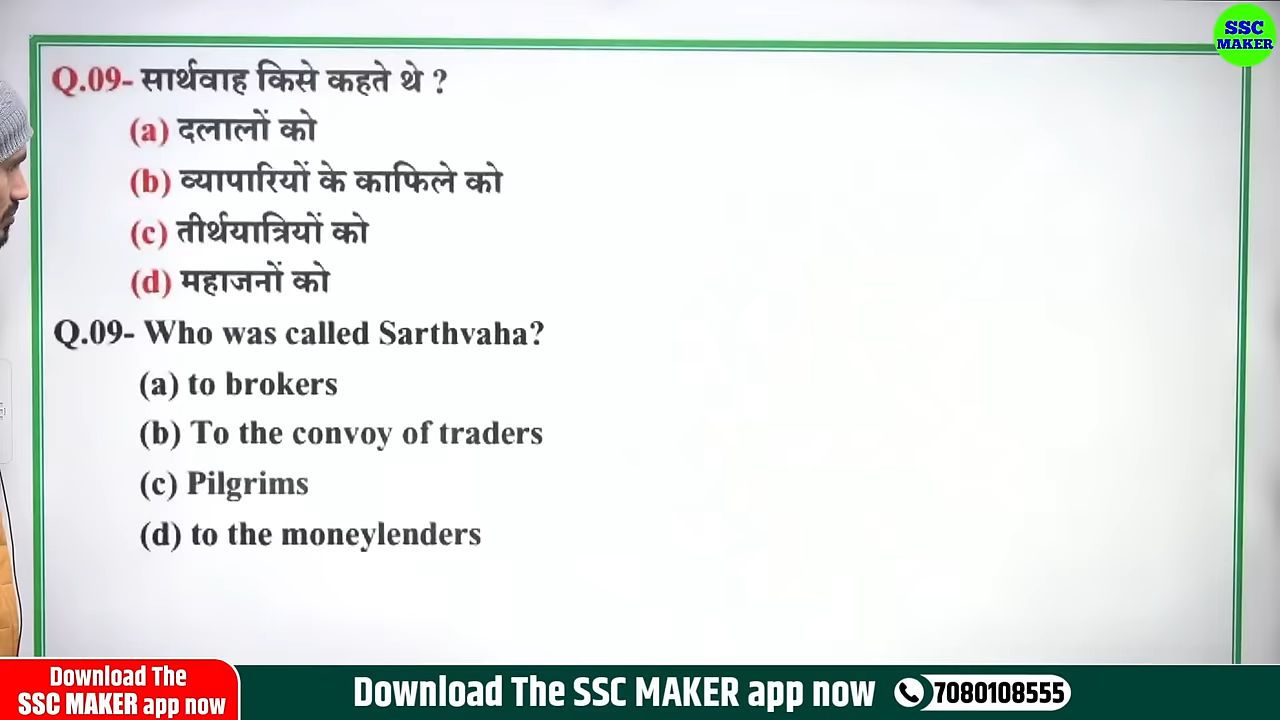 SSC
MAKER
Q.09- सार्थवाह किसे कहते थे ?
(a) दलालों को
(b) व्यापारियों के काफिले को
(c) तीर्थयात्रियों को
(d) महाजनों को
Q.09- Who was called Sarthvaha?
(a) to brokers
(b) To the convoy of traders
(c) Pilgrims
(d) to the moneylenders
Download The
SSC MAKER app now
Download The SSC MAKER app now 7080108555